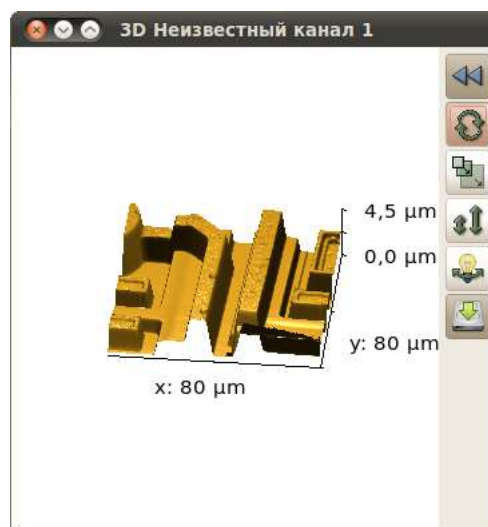 3D Неизвестный канал 1
4,5 µm
0,0 µm
y: 80 µm
x: 80 µm